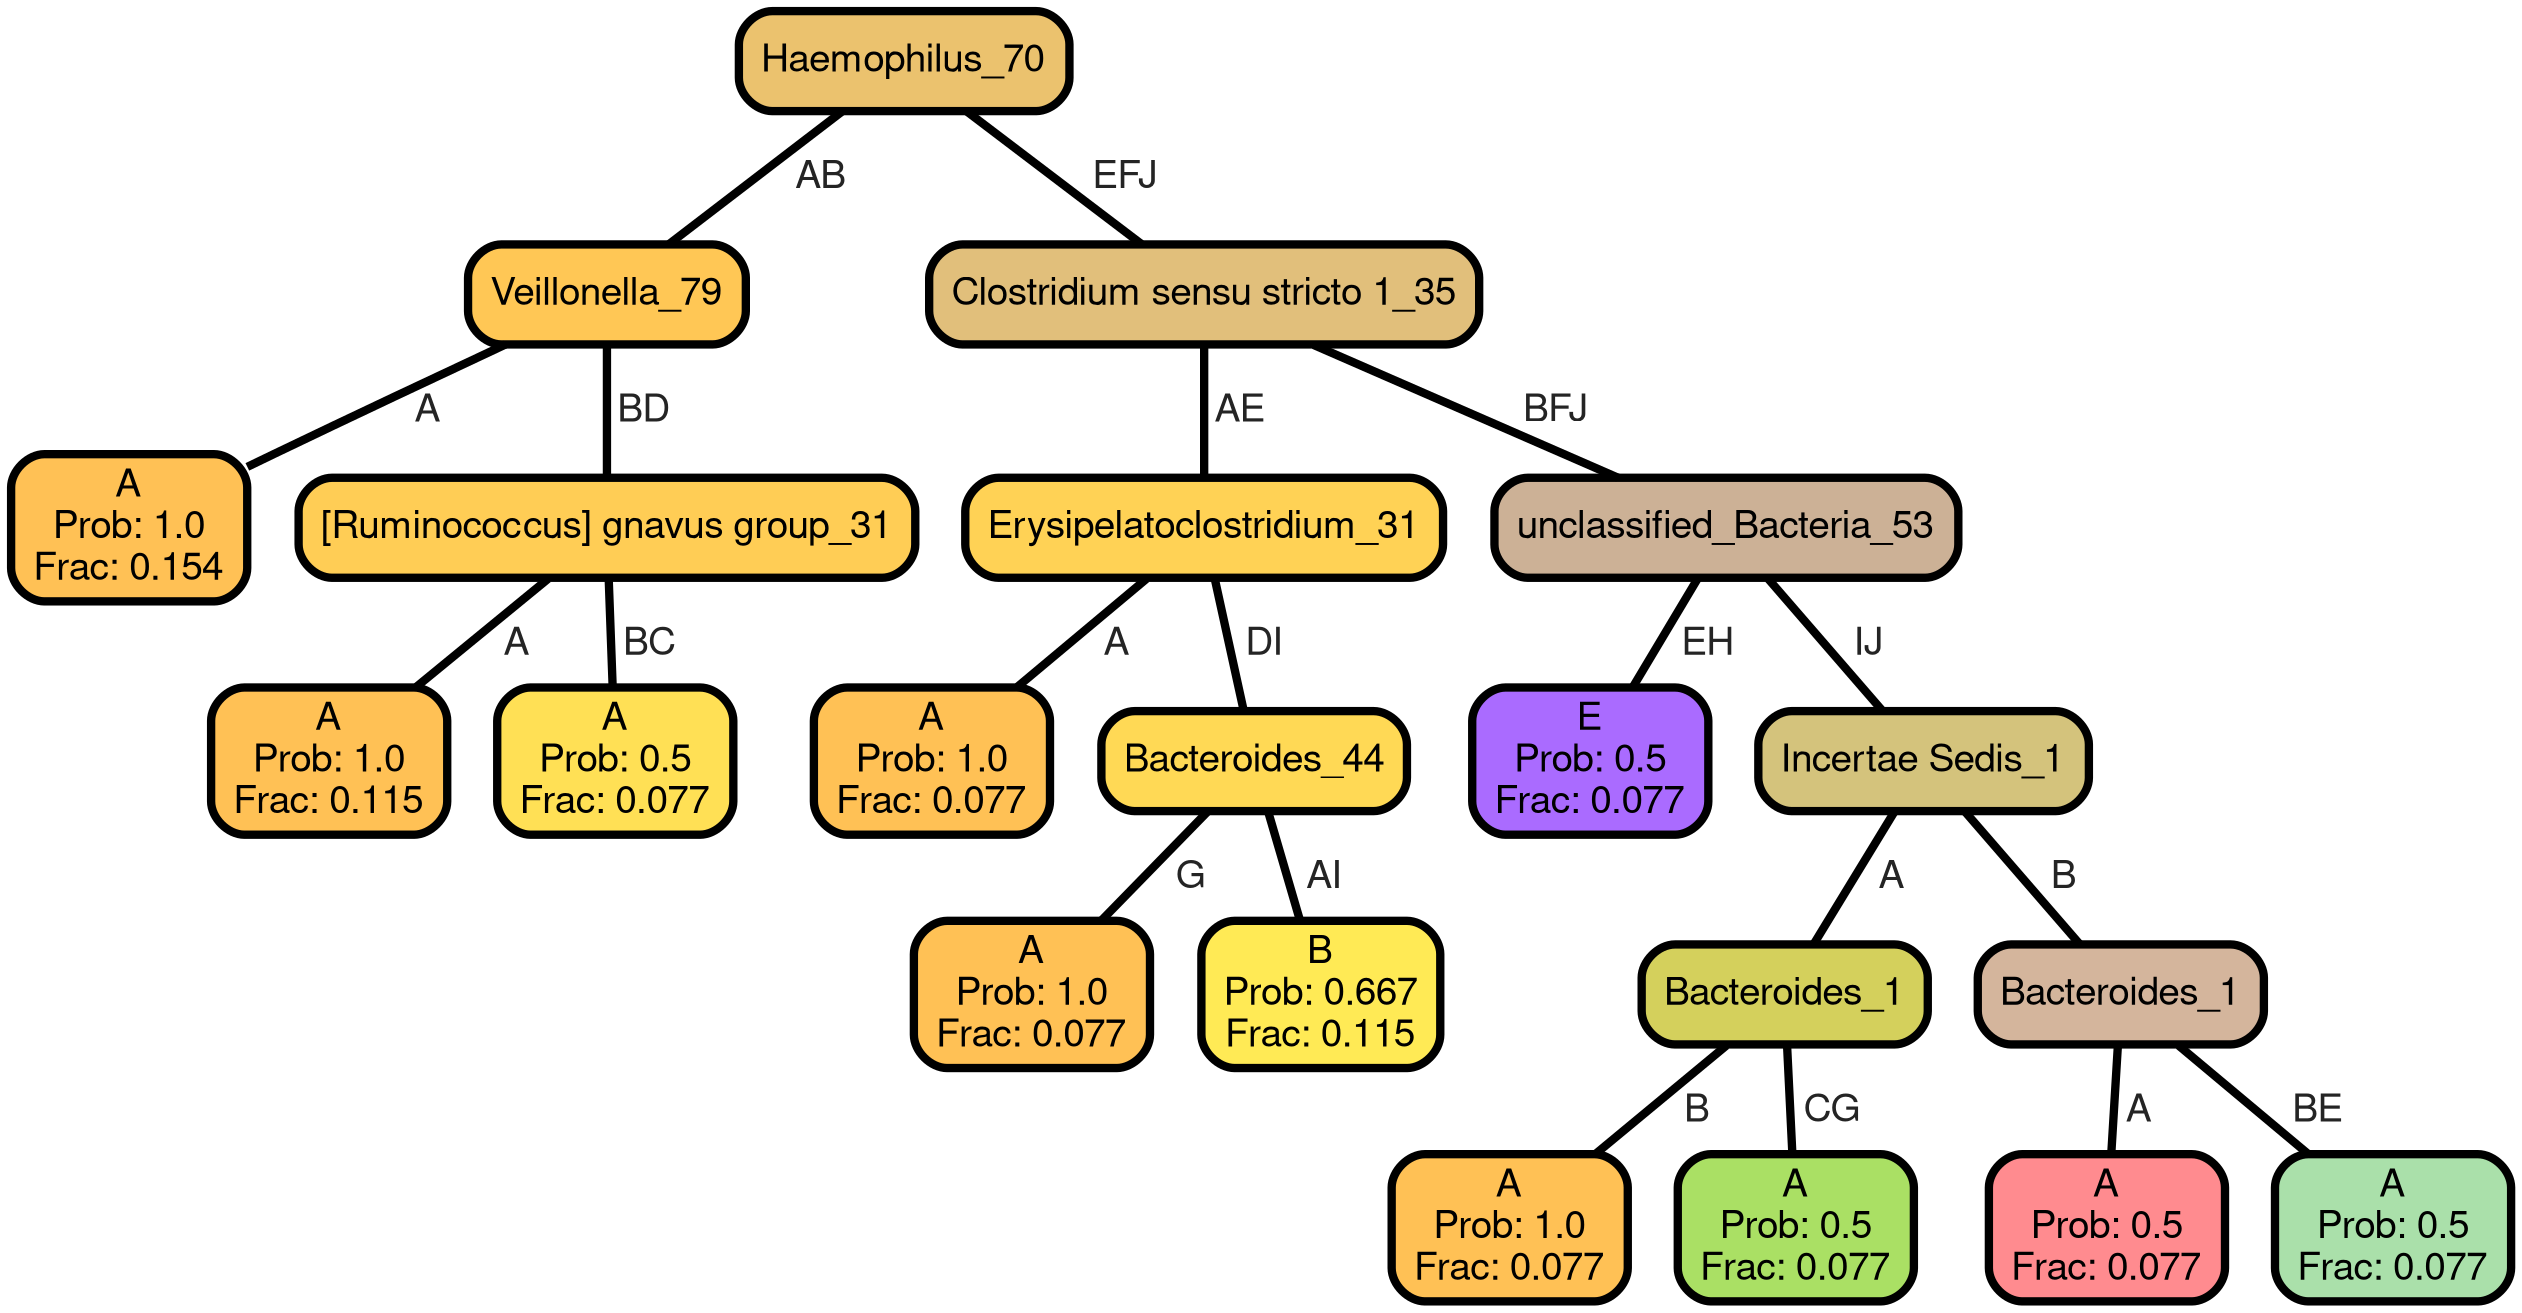 Haemophilus_70
AB
EFJ
Veillonella_79
Clostridium sensu stricto 1_35
A
BD
AE
BFJ
A
Prob: 1.0
Frac: 0.154
[Ruminococcus] gnavus group_31
Erysipelatoclostridium_31
unclassified_Bacteria_53
A
BC
A
DI
EH
IJ
A
Prob: 1.0
Frac: 0.115
A
Prob: 0.5
Frac: 0.077
A
Prob: 1.0
Frac: 0.077
Bacteroides_44
E
Prob: 0.5
Frac: 0.077
Incertae Sedis_1
G
AI
A
B
A
Prob: 1.0
Frac: 0.077
B
Prob: 0.667
Frac: 0.115
Bacteroides_1
Bacteroides_1
B
CG
A
BE
A
Prob: 1.0
Frac: 0.077
A
Prob: 0.5
Frac: 0.077
A
Prob: 0.5
Frac: 0.077
A
Prob: 0.5
Frac: 0.077